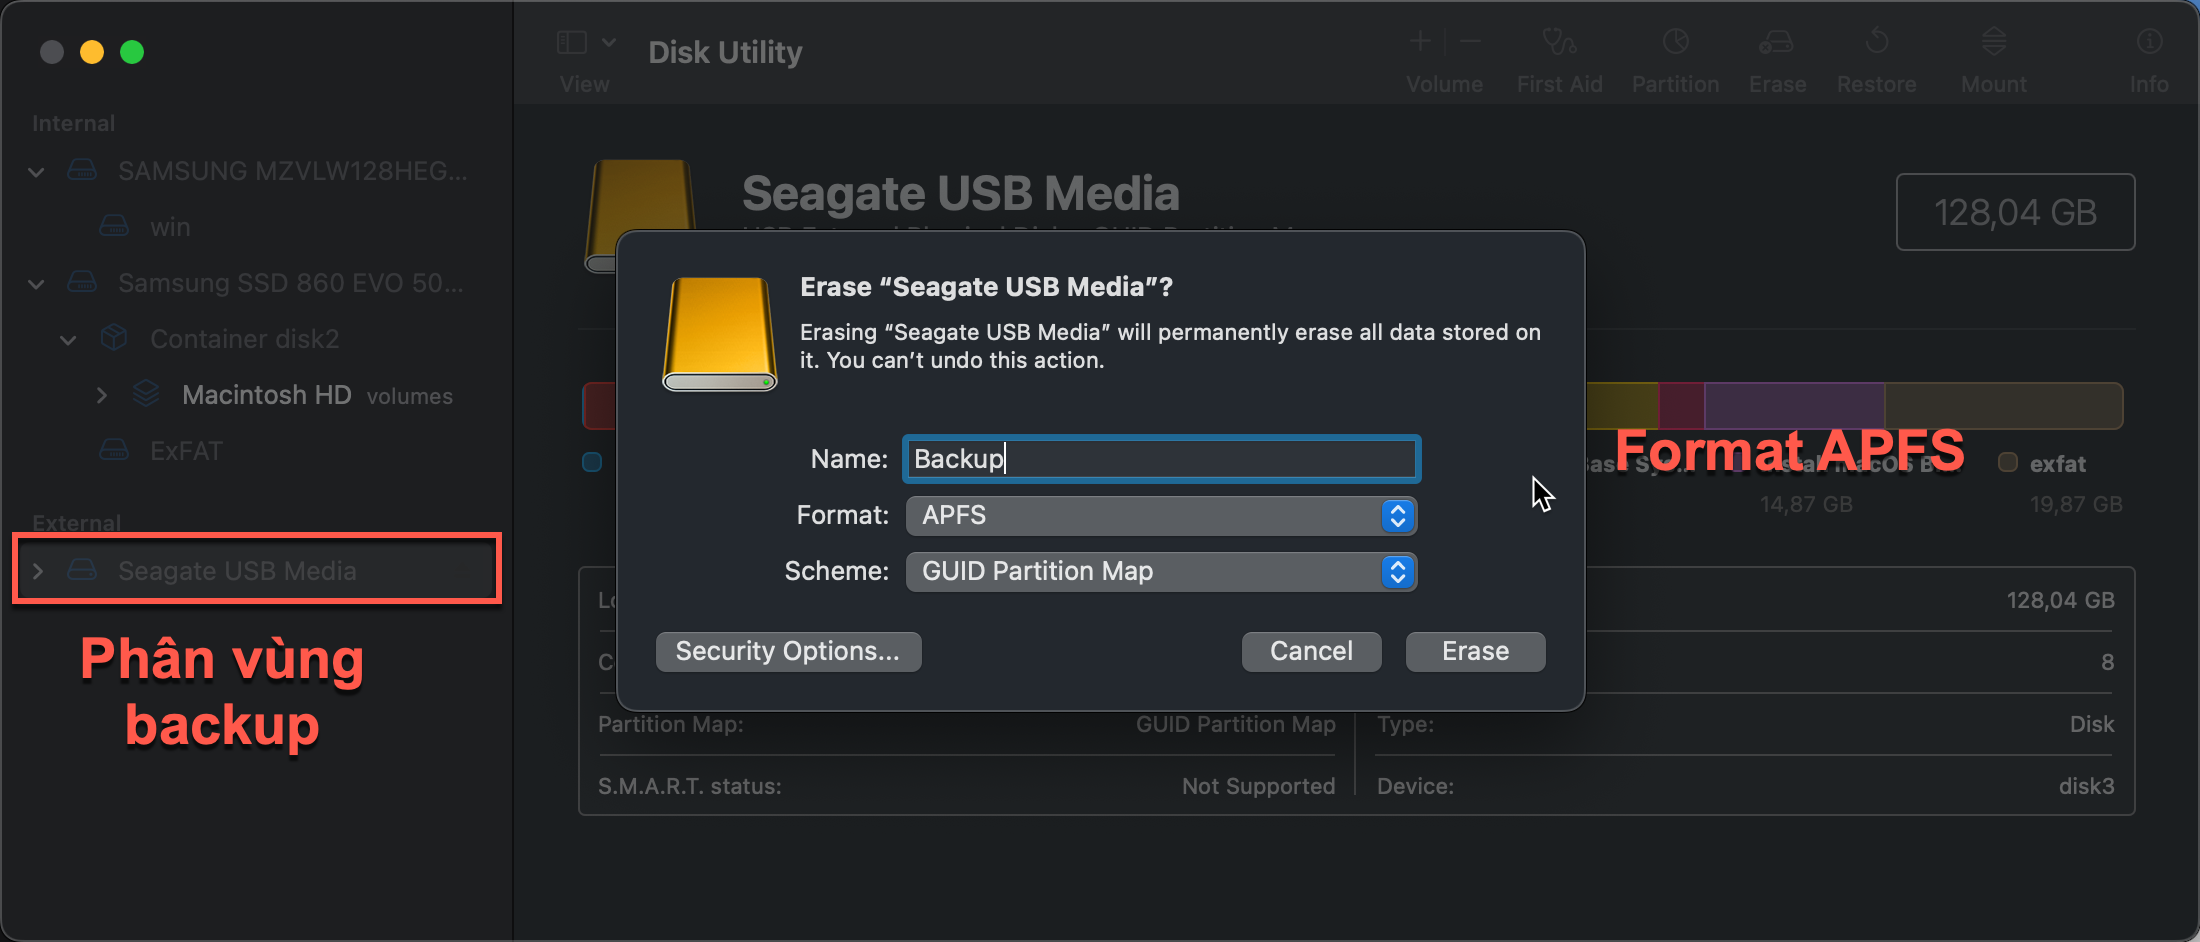 View
Disk Utility
Volume
First Aid
Partition
Erase
Restore
Mount
Info
Internal
SAMSUNG MZVLW128HEG...
win
Samsung SSD 860 EVO 50...
Container disk2
Macintosh HD volumes
ExFAT
External
Seagate USB Media
Phân vùng
backup
Seagate USB Media
128,04 GB
Erase “Seagate USB Media”?
Erasing “Seagate USB Media” will permanently erase all data stored on
it. You can’t undo this action.
Name: Backup
Format: APFS
Scheme: GUID Partition Map
Security Options...
Cancel
Erase
Format APFS
exfat
14,87 GB
19,87 GB
128,04 GB
8
Partition Map: GUID Partition Map
Type: Disk
S.M.A.R.T. status: Not Supported
Device: disk3